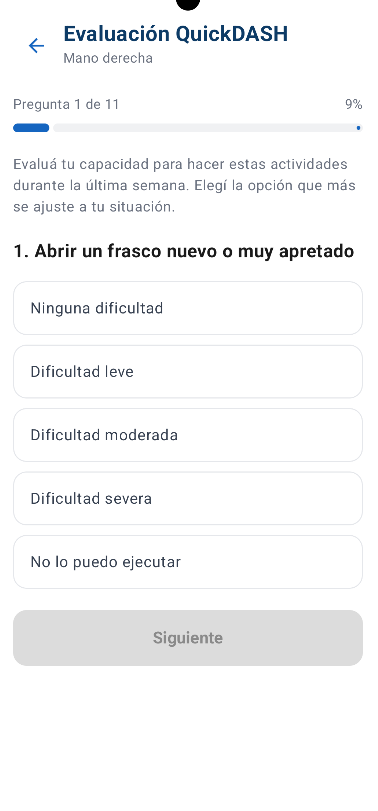 Evaluación QuickDASH
Mano derecha
Pregunta 1 de 11
9%
Evaluá tu capacidad para hacer estas actividades
durante la última semana. Elegí la opción que más
se ajuste a tu situación.
1. Abrir un frasco nuevo o muy apretado
Ninguna dificultad
Dificultad leve
Dificultad moderada
Dificultad severa
No lo puedo ejecutar
Siguiente